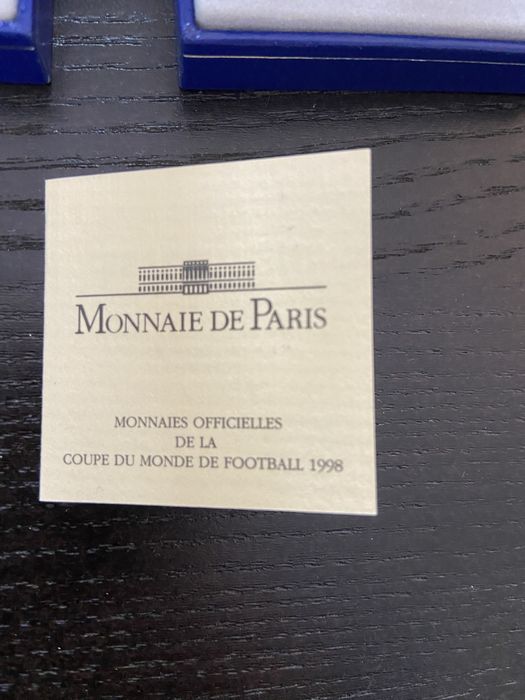 MONNAIE DE PARIS
MONNAIES OFFICIELLES
DE LA
COUPE DU MONDE DE FOOTBALL 1998